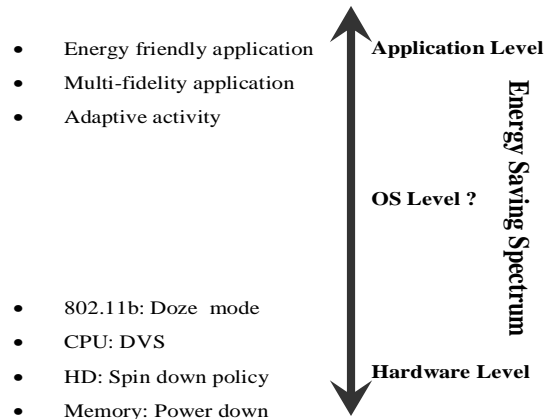 • Energy friendly application
Application Level
• Multi-fidelity application
• Adaptive activity
Energy Saving Spectrum
OS Level ?
• 802.11b: Doze mode
• CPU: DVS
• HD: Spin down policy
Hardware Level
• Memory: Power down